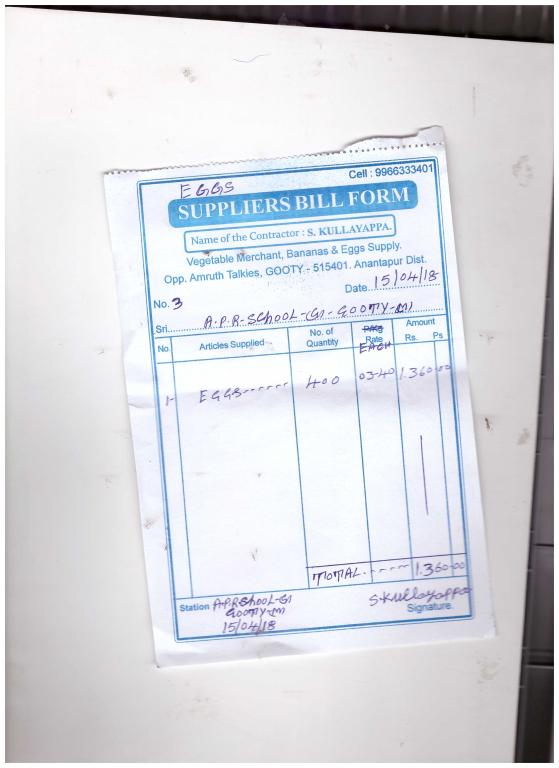 Cell : 9966333401
EGGS
SUPPLIERS BILL FORM
Name of the Contractor : S. KULLAYAPPA.
Vegetable Merchant, Bananas & Eggs Supply.
Opp. Amruth Talkies, GOOTY - 515401. Anantapur Dist.
Date 15/04/18
No. 3
Sri. A.P.R-SCHOOL-(G)-GOOTY-(M)
No Articles Supplied No. of Quantity P/Kg Rate EACH Amount Rs. Ps
1- EGGS------ 400 03-40 1.360-00
TOTAL.----- 1.360-00
Station A.P.R School-G)
GOOTY-(M)
15/04/18
S.Kullayappa
Signature.